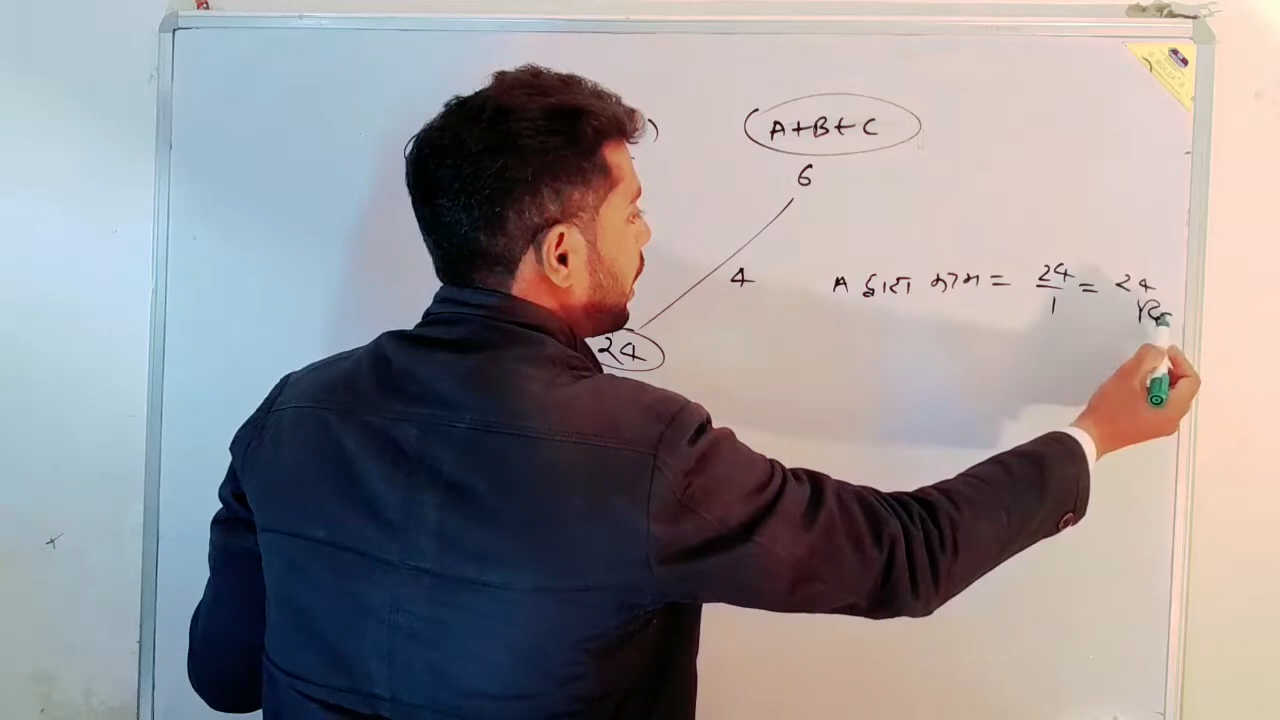 )
(A+B+C
6
4
A द्वारा काम = 24/1 = 24
दि
24